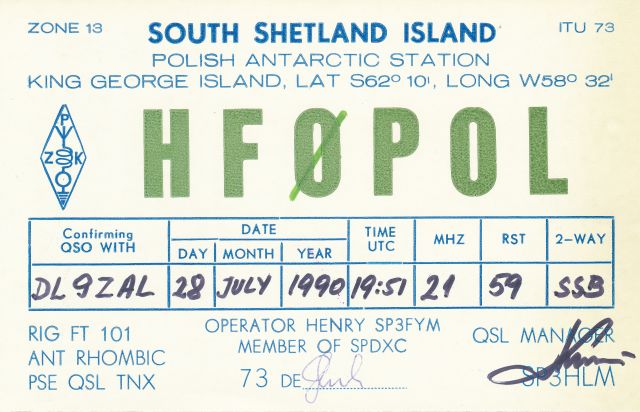 ZONE 13
SOUTH SHETLAND ISLAND
ITU 73
POLISH ANTARCTIC STATION
KING GEORGE ISLAND, LAT S62° 10', LONG W58° 32'
PZK
HFØPOL
Confirming QSO WITH DATE DAY MONTH YEAR TIME UTC MHZ RST 2-WAY
DL9ZAL 28 JULY 1990 19:51 21 59 SSB
RIG FT 101
ANT RHOMBIC
PSE QSL TNX
OPERATOR HENRY SP3FYM
MEMBER OF SPDXC
73 DE
QSL MANAGER
SP3HLM